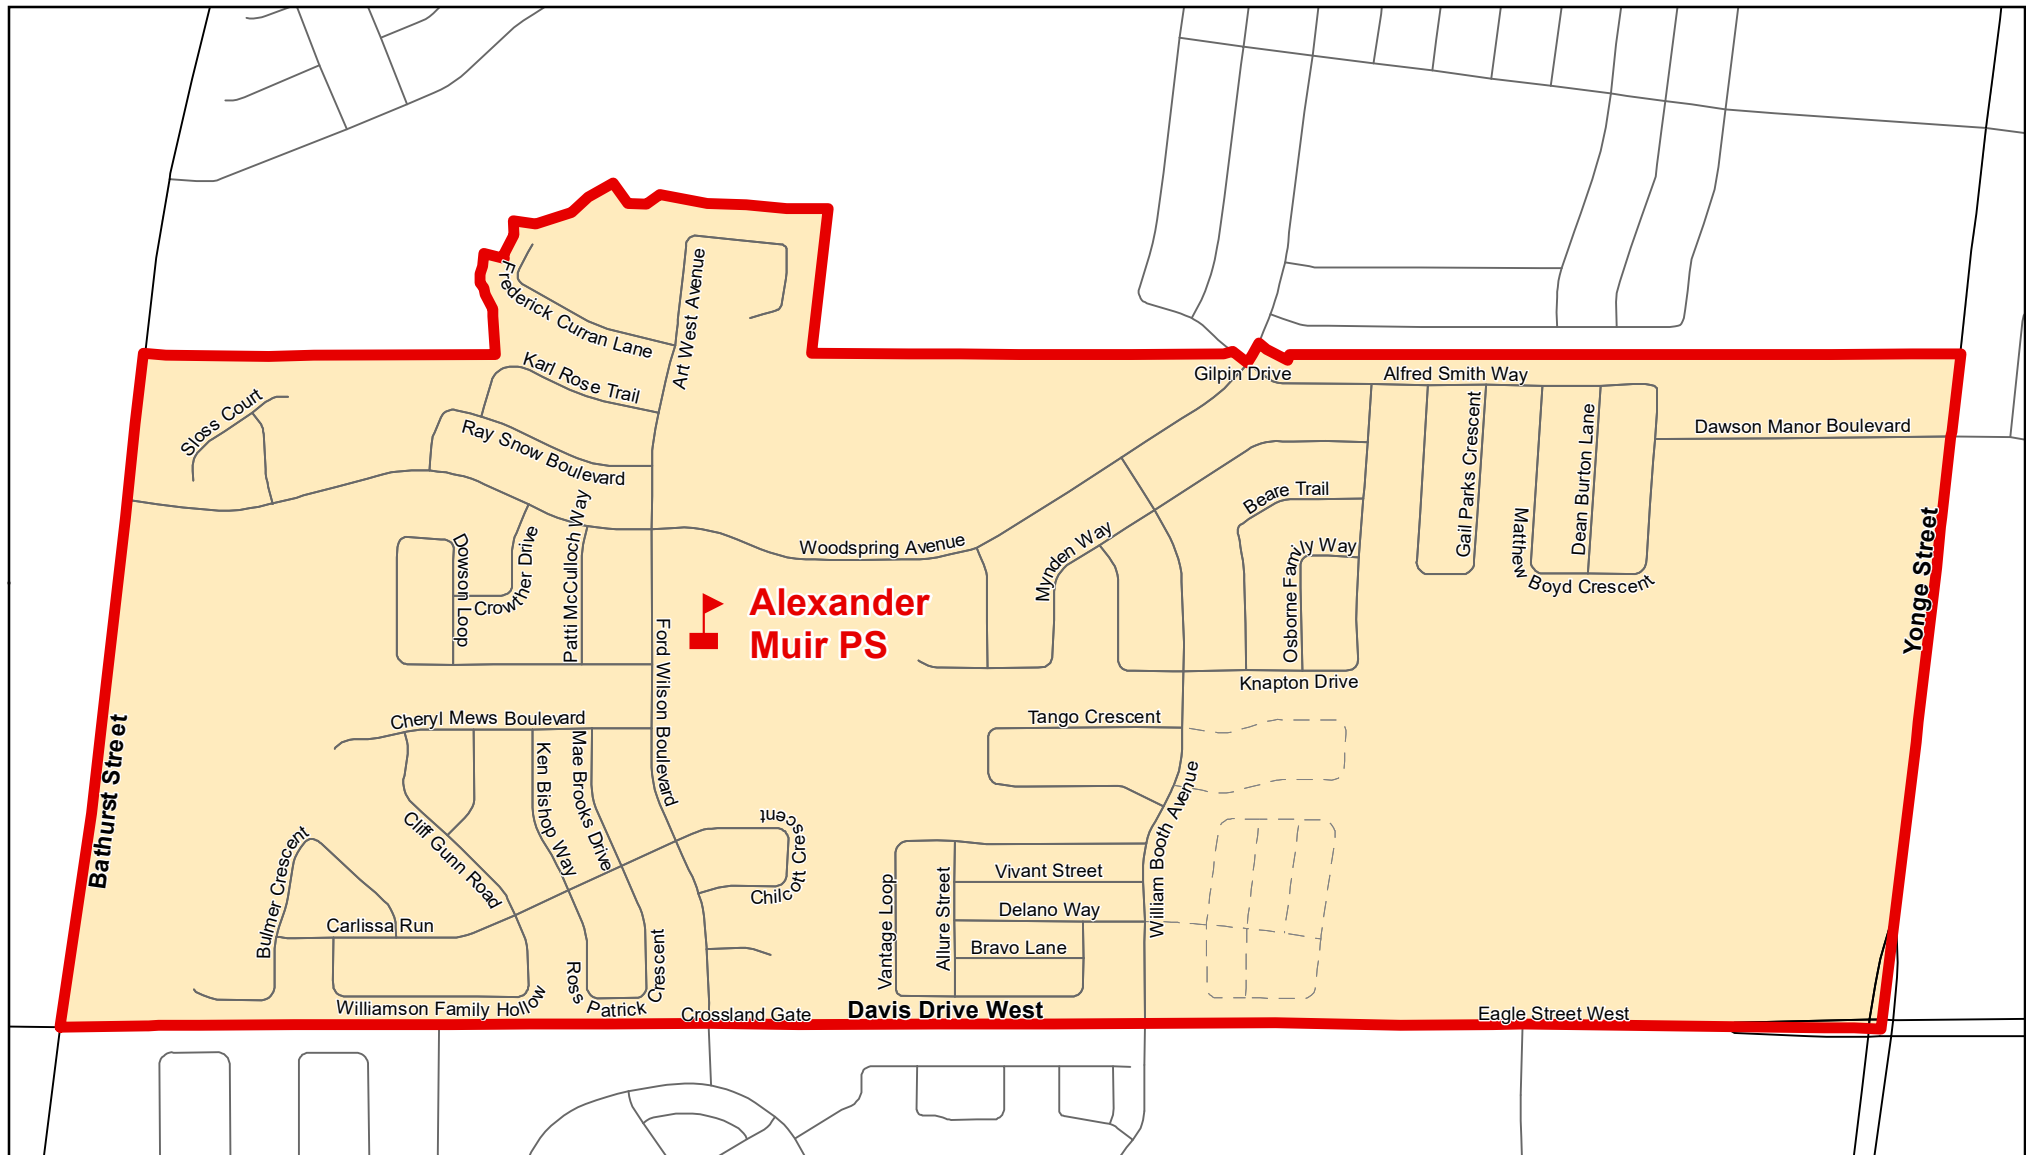 Frederick Curran Lane
Art West Avenue
Karl Rose Trail
Gilpin Drive
Alfred Smith Way
Sloss Court
Ray Snow Boulevard
Gail Parks Crescent
Dean Burton Lane
Dawson Manor Boulevard
Beare Trail
Matthew
Boyd Crescent
Yonge Street
Dowson Loop
Crowther Drive
Patti McCulloch Way
Woodspring Avenue
Mynden Way
Osborne Family Way
Alexander
Muir PS
Ford Wilson Boulevard
Knapton Drive
Bathurst Street
Cheryl Mews Boulevard
Tango Crescent
Ken Bishop Way
Mae Brooks Drive
William Booth Avenue
Cliff Gunn Road
Chilcott Crescent
Bulmer Crescent
Vantage Loop
Allure Street
Vivant Street
Carlissa Run
Delano Way
Bravo Lane
Ross
Patrick
Crescent
Williamson Family Hollow
Crossland Gate
Davis Drive West
Eagle Street West